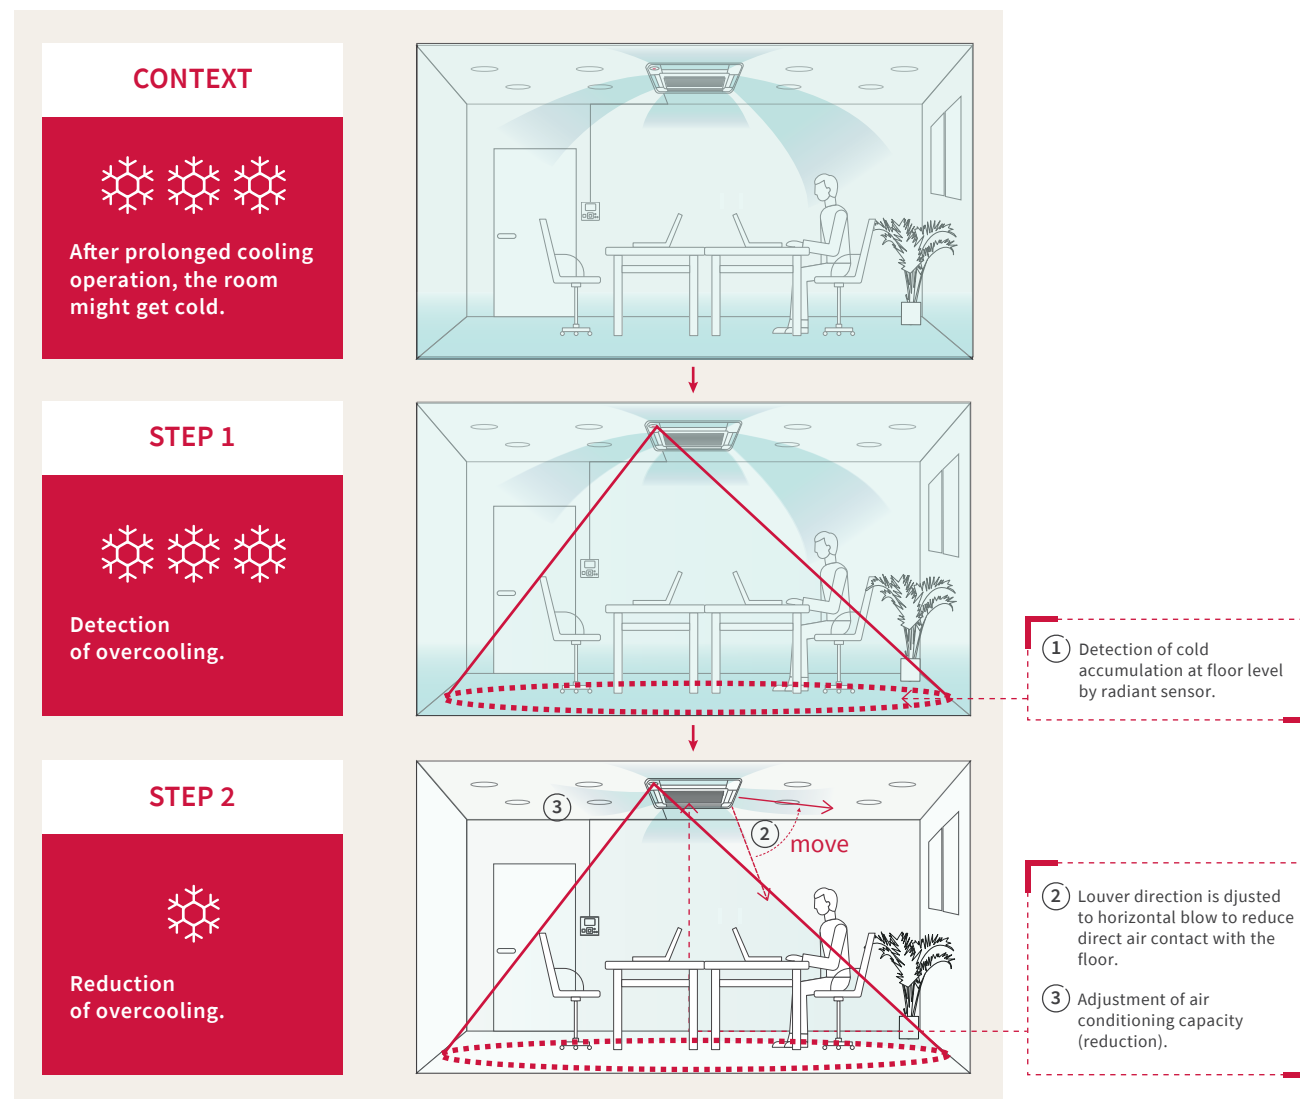 CONTEXT
After prolonged cooling
operation, the room
might get cold.
STEP 1
Detection
of overcooling.
1 Detection of cold
accumulation at floor level
by radiant sensor.
STEP 2
Reduction
of overcooling.
3
2
move
2 Louver direction is djusted
to horizontal blow to reduce
direct air contact with the
floor.
3 Adjustment of air
conditioning capacity
(reduction).